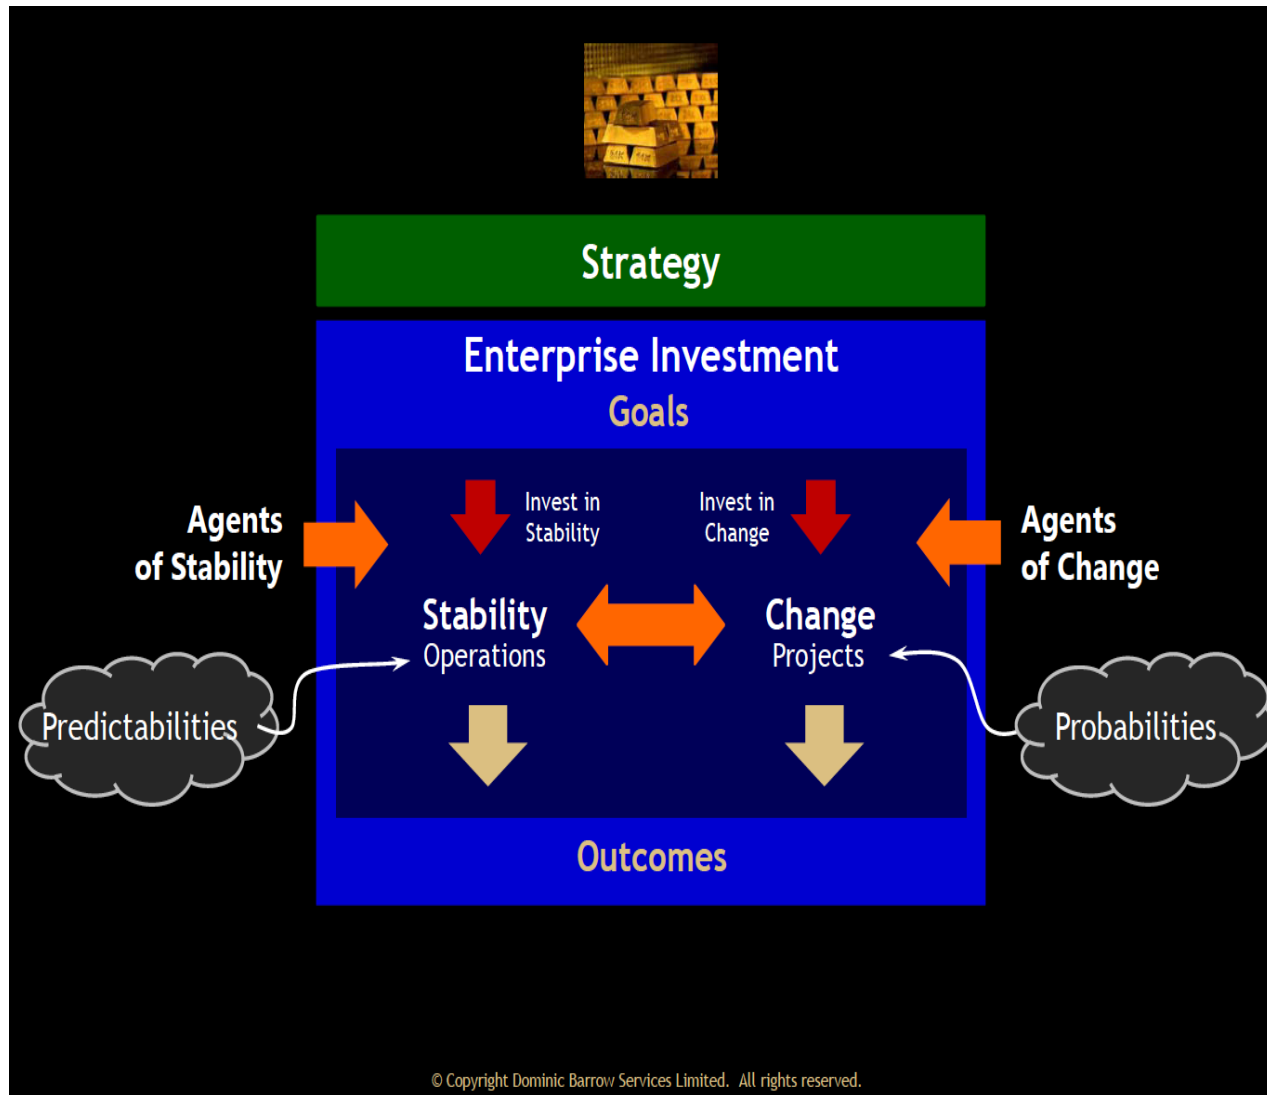 Strategy
Enterprise Investment
Goals
Agents
of Stability
Invest in
Stability
Invest in
Change
Agents
of Change
Stability
Operations
Change
Projects
Predictabilities
Probabilities
Outcomes
© Copyright Dominic Barrow Services Limited. All rights reserved.